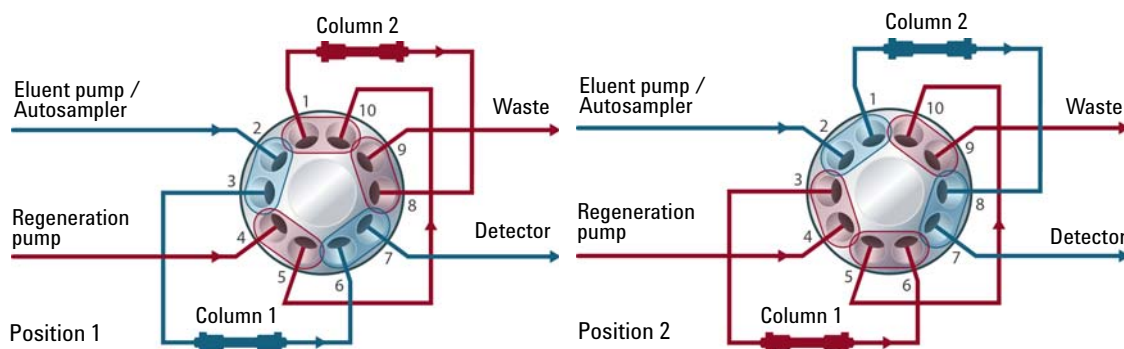 Column 2
Eluent pump /
Autosampler
Waste
1
10
2
9
3
8
Regeneration
pump
4
7
Detector
5
6
Column 1
Position 1
Column 2
Eluent pump /
Autosampler
Waste
1
10
2
9
3
8
Regeneration
pump
4
7
Detector
5
6
Column 1
Position 2